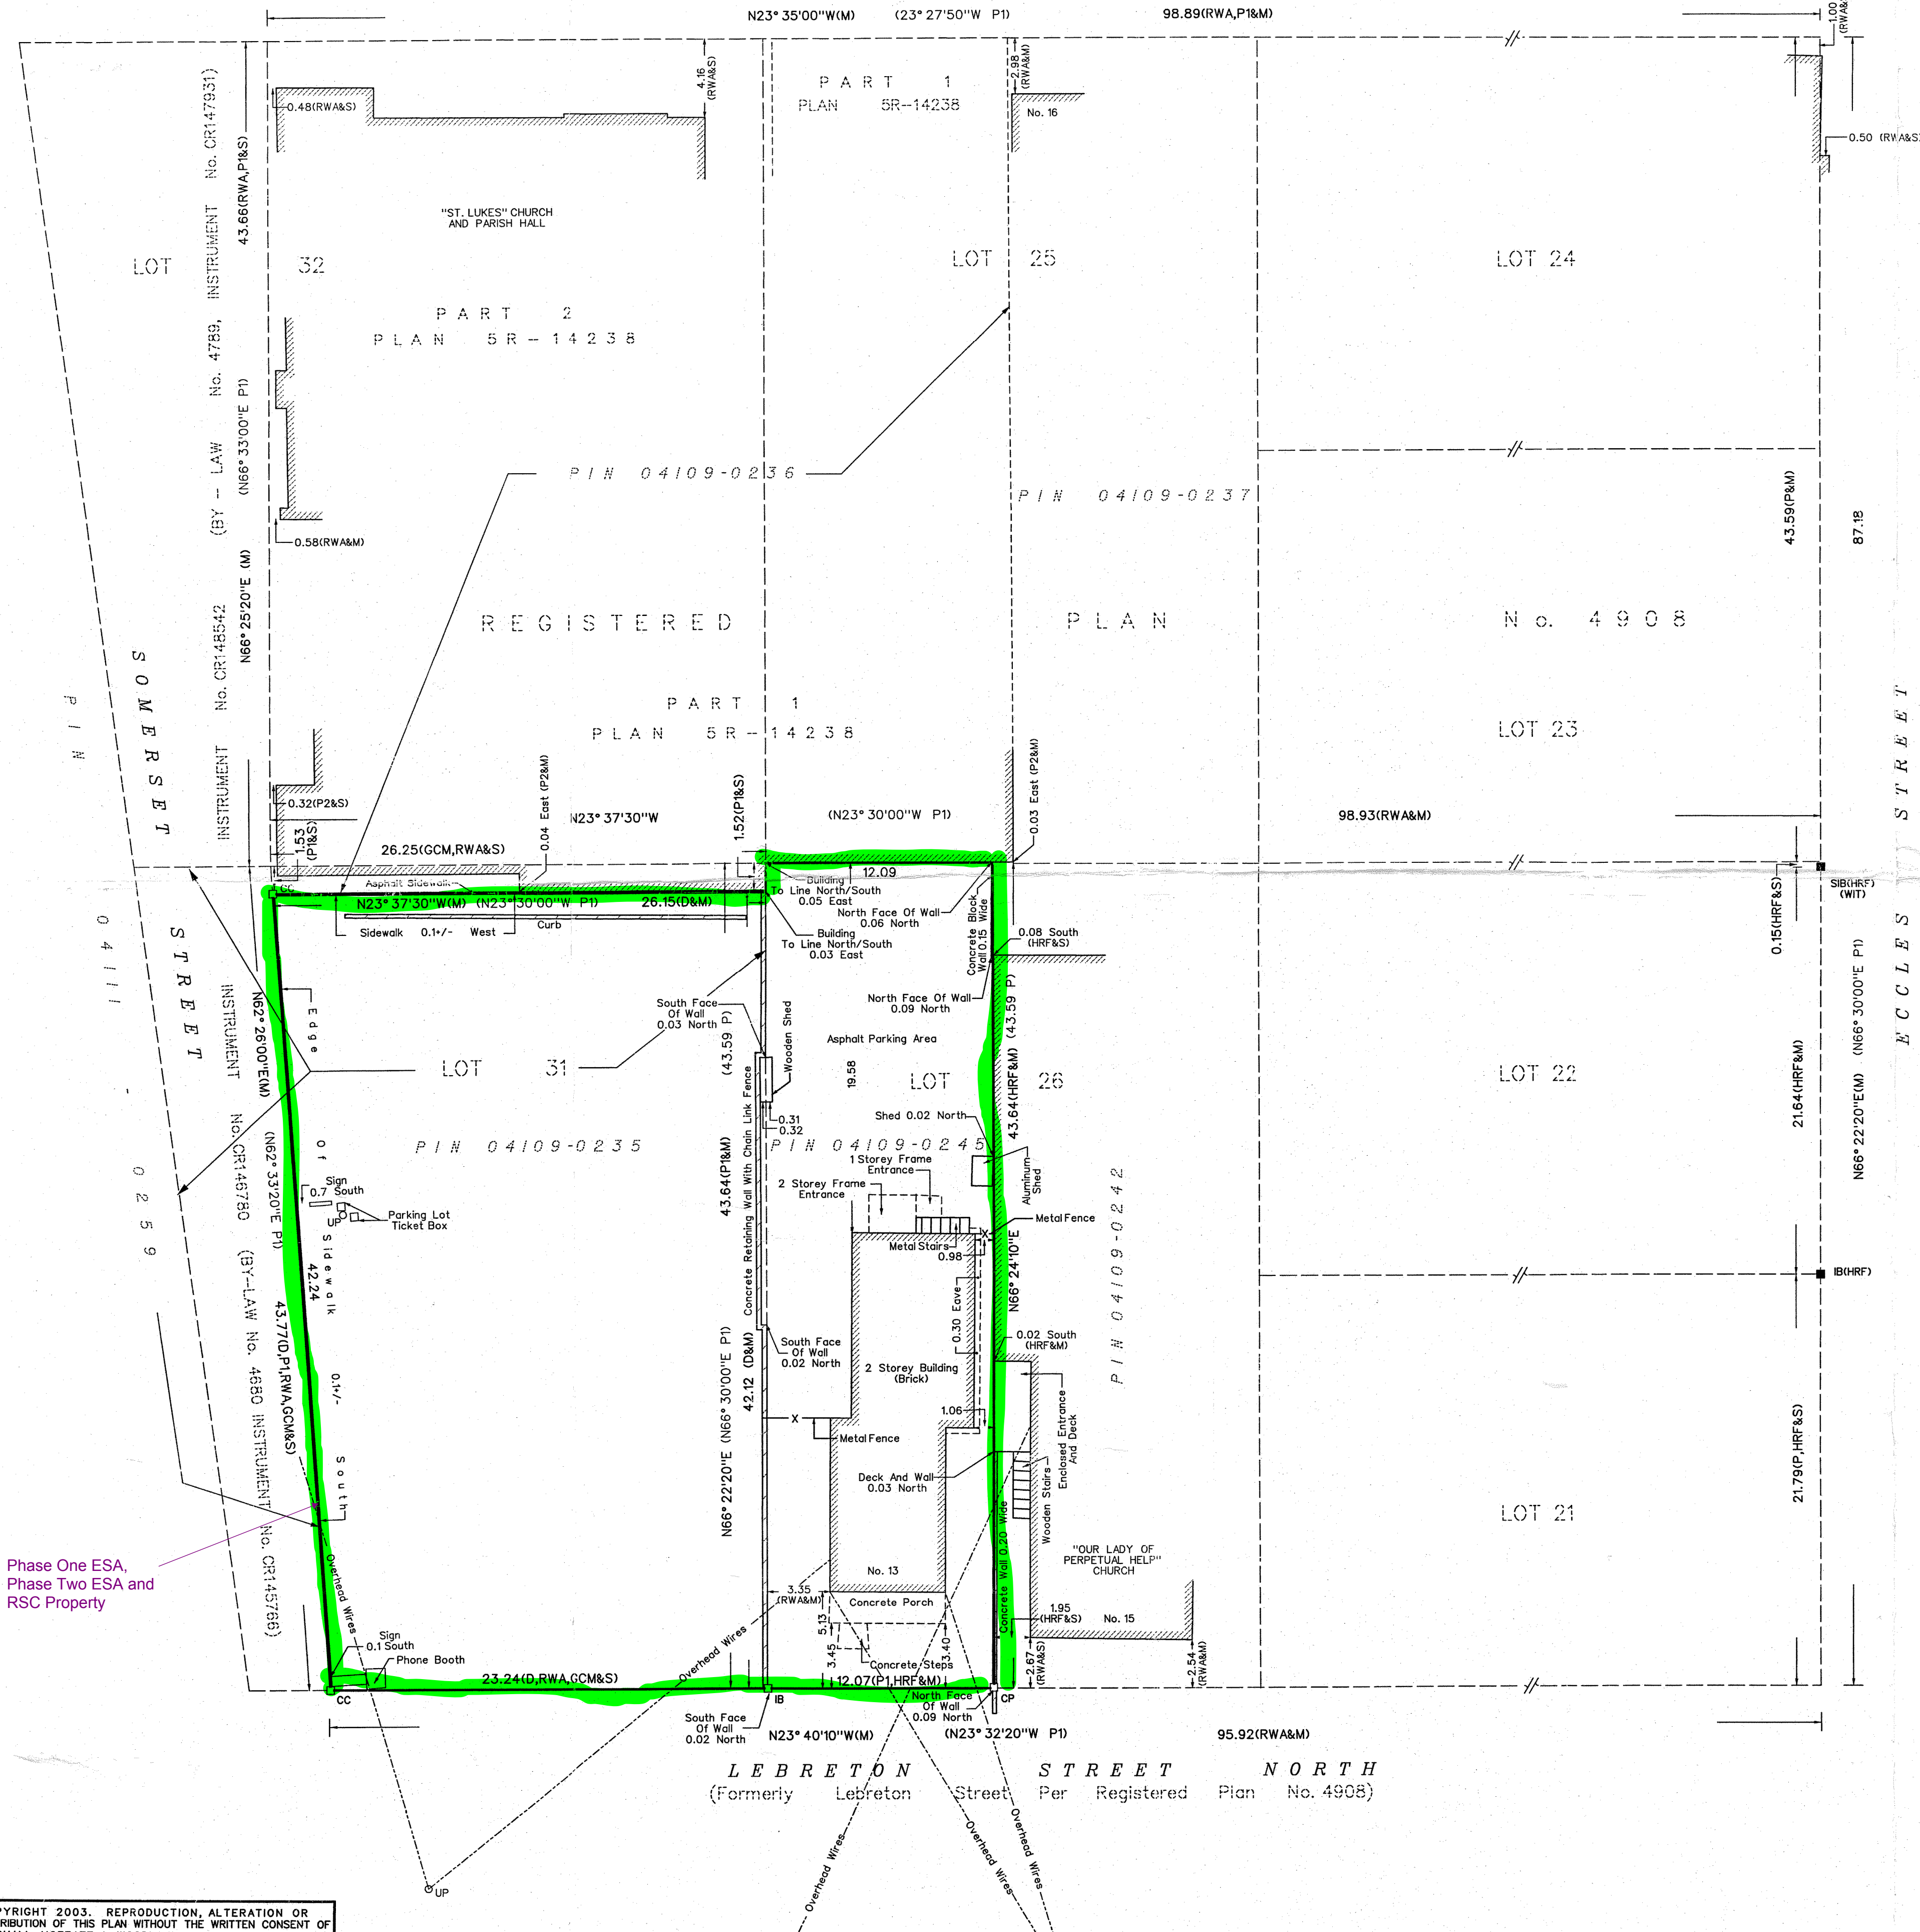 N23° 35'00"W(M) (23° 27'50"W P1) 98.89(RWA,P1&M)
1.00
4.16
(RWA&S)
PART 1
PLAN 5R--14238
2.98
(RWA&M)
No. 16
0.48(RWA&S)
0.50 (RWA&S)
43.66(RWA,P1&S)
(BY -- LAW No. 4789, INSTRUMENT No. CR147931)
"ST. LUKES" CHURCH
AND PARISH HALL
LOT 32
LOT 25
LOT 24
PART 2
PLAN 5R--14238
(N66° 33'00"E P1)
PIN 04109-0236
PIN 04109-0237
43.59(P&M)
87.18
0.58(RWA&M)
N66° 25'20"E (M)
REGISTERED PLAN No. 4908
INSTRUMENT No. CR148542
SOMERSET STREET
PIN 04111 - 0259
ECCLES STREET
PART 1
PLAN 5R--14238
LOT 23
0.32(P2&S)
1.53
(P1&S)
0.04 East (P2&M)
N23° 37'30"W
1.52(P1&S)
(N23° 30'00"W P1)
0.03 East (P2&M)
98.93(RWA&M)
26.25(GCM,RWA&S)
CC
Asphalt Sidewalk
N23° 37'30"W(M) (N23° 30'00"W P1) 26.15(D&M)
Sidewalk 0.1+/- West
Curb
12.09
Building
To Line North/South
0.05 East
North Face Of Wall
0.06 North
Building
To Line North/South
0.03 East
Concrete Block
Wall 0.15 Wide
0.08 South
(HRF&S)
SIB(HRF)
(WIT)
0.15(HRF&S)
North Face Of Wall
0.09 North
South Face
Of Wall
0.03 North
Wooden Shed
Asphalt Parking Area
19.58
(43.59 P)
43.64(HRF&M) (43.59 P)
N62° 26'00"E(M)
Edge Of Sidewalk 0.1+/- South
LOT 31
LOT 26
LOT 22
21.64(HRF&M)
N66° 22'20"E(M) (N66° 30'00"E P1)
INSTRUMENT No. CR146780 (BY--LAW No. 4680 INSTRUMENT No. CR145766)
0.31
0.32
Shed 0.02 North
PIN 04109-0235
PIN 04109-0245
PIN 04109-0242
(N62° 33'20"E P1)
43.64(P1&M)
Concrete Retaining Wall With Chain Link Fence
1 Storey Frame
Entrance
2 Storey Frame
Entrance
Aluminum
Shed
Sign
0.7 South
UP
Parking Lot
Ticket Box
Metal Fence
X
Metal Stairs
0.98
N66° 24'10"E
42.24
43.77(D,P1,RWA,GCM&S)
0.30 Eave
IB(HRF)
South Face
Of Wall
0.02 North
0.02 South
(HRF&M)
N66° 22'20"E (N66° 30'00"E P1)
42.12 (D&M)
2 Storey Building
(Brick)
Enclosed Entrance
And Deck
X
Metal Fence
1.06
Deck And Wall
0.03 North
Wooden Stairs
21.79(P,HRF&S)
LOT 21
Concrete Wall 0.20 Wide
Phase One ESA,
Phase Two ESA and
RSC Property
Overhead Wires
"OUR LADY OF
PERPETUAL HELP"
CHURCH
No. 13
3.35
(RWA&M)
Concrete Porch
5.13
3.45
3.40
1.95
(HRF&S)
No. 15
2.67
(RWA&S)
2.54
(RWA&M)
Sign
0.1 South
Phone Booth
Overhead Wires
Concrete Steps
23.24(D,RWA,GCM&S)
12.07(P1,HRF&M)
CC
IB
CP
North Face
Of Wall
0.09 North
South Face
Of Wall
0.02 North
N23° 40'10"W(M) (N23° 32'20"W P1) 95.92(RWA&M)
LEBRETON STREET NORTH
(Formerly Lebreton Street Per Registered Plan No. 4908)
Overhead Wires
Overhead Wires
Overhead Wires
UP
PYRIGHT 2003. REPRODUCTION, ALTERATION OR
RIBUTION OF THIS PLAN WITHOUT THE WRITTEN CONSENT OF